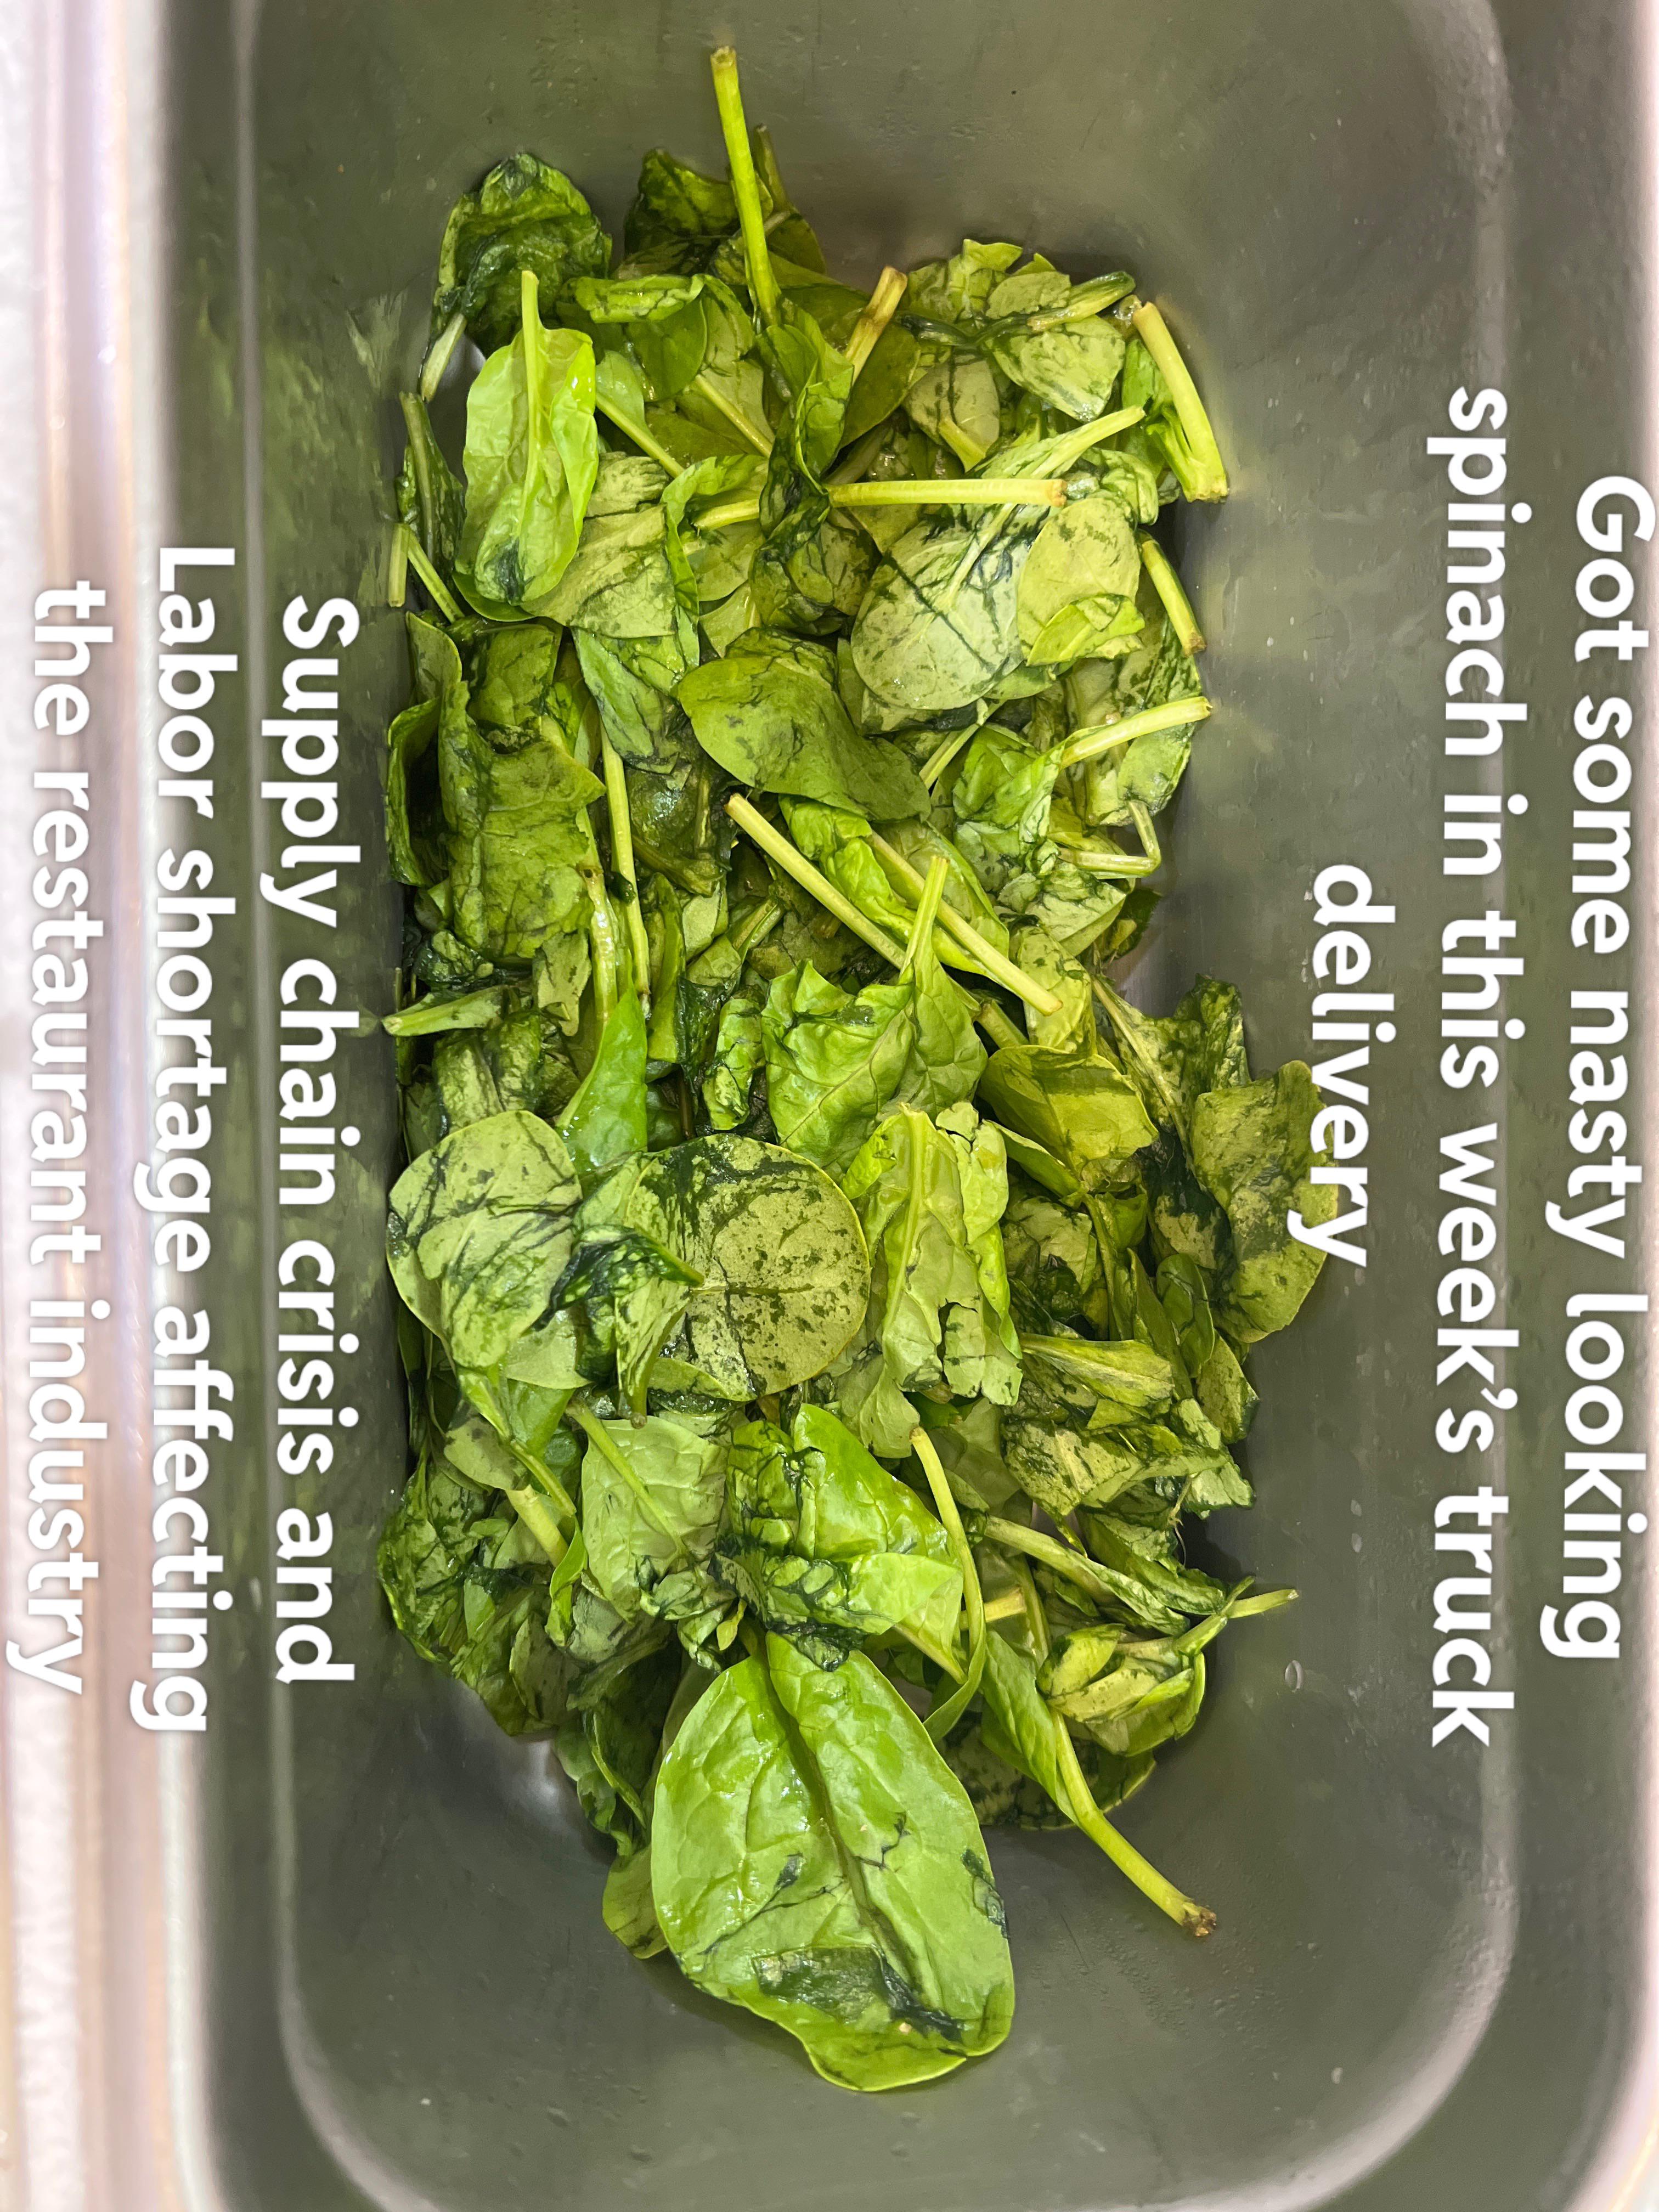 Got some nasty looking
spinach in this week's truck
delivery
Supply chain crisis and
Labor shortage affecting
the restaurant industry